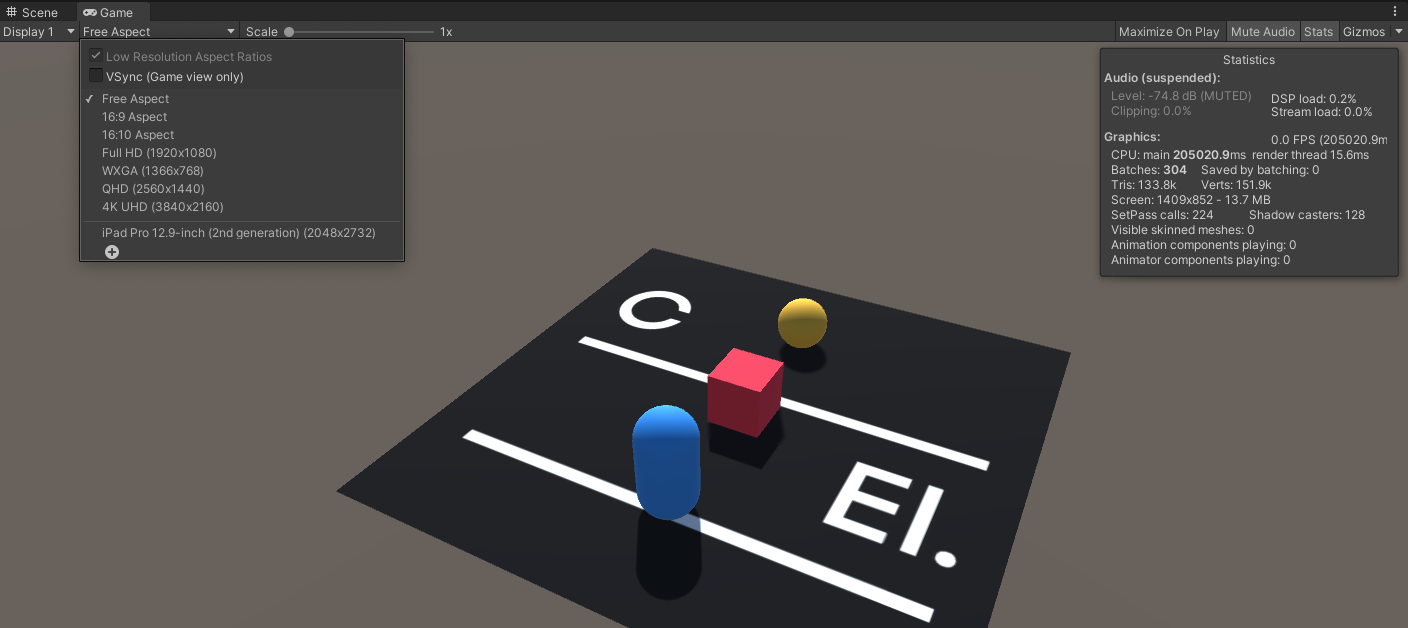 Scene
Game
Display 1
Free Aspect
Scale
1x
Maximize On Play
Mute Audio
Stats
Gizmos
Low Resolution Aspect Ratios
VSync (Game view only)
Free Aspect
16:9 Aspect
16:10 Aspect
Full HD (1920x1080)
WXGA (1366x768)
QHD (2560x1440)
4K UHD (3840x2160)
iPad Pro 12.9-inch (2nd generation) (2048x2732)
Statistics
Audio (suspended):
Level: -74.8 dB (MUTED) DSP load: 0.2%
Clipping: 0.0% Stream load: 0.0%
Graphics: 0.0 FPS (205020.9m
CPU: main 205020.9ms render thread 15.6ms
Batches: 304 Saved by batching: 0
Tris: 133.8k Verts: 151.9k
Screen: 1409x852 - 13.7 MB
SetPass calls: 224 Shadow casters: 128
Visible skinned meshes: 0
Animation components playing: 0
Animator components playing: 0
C
El.